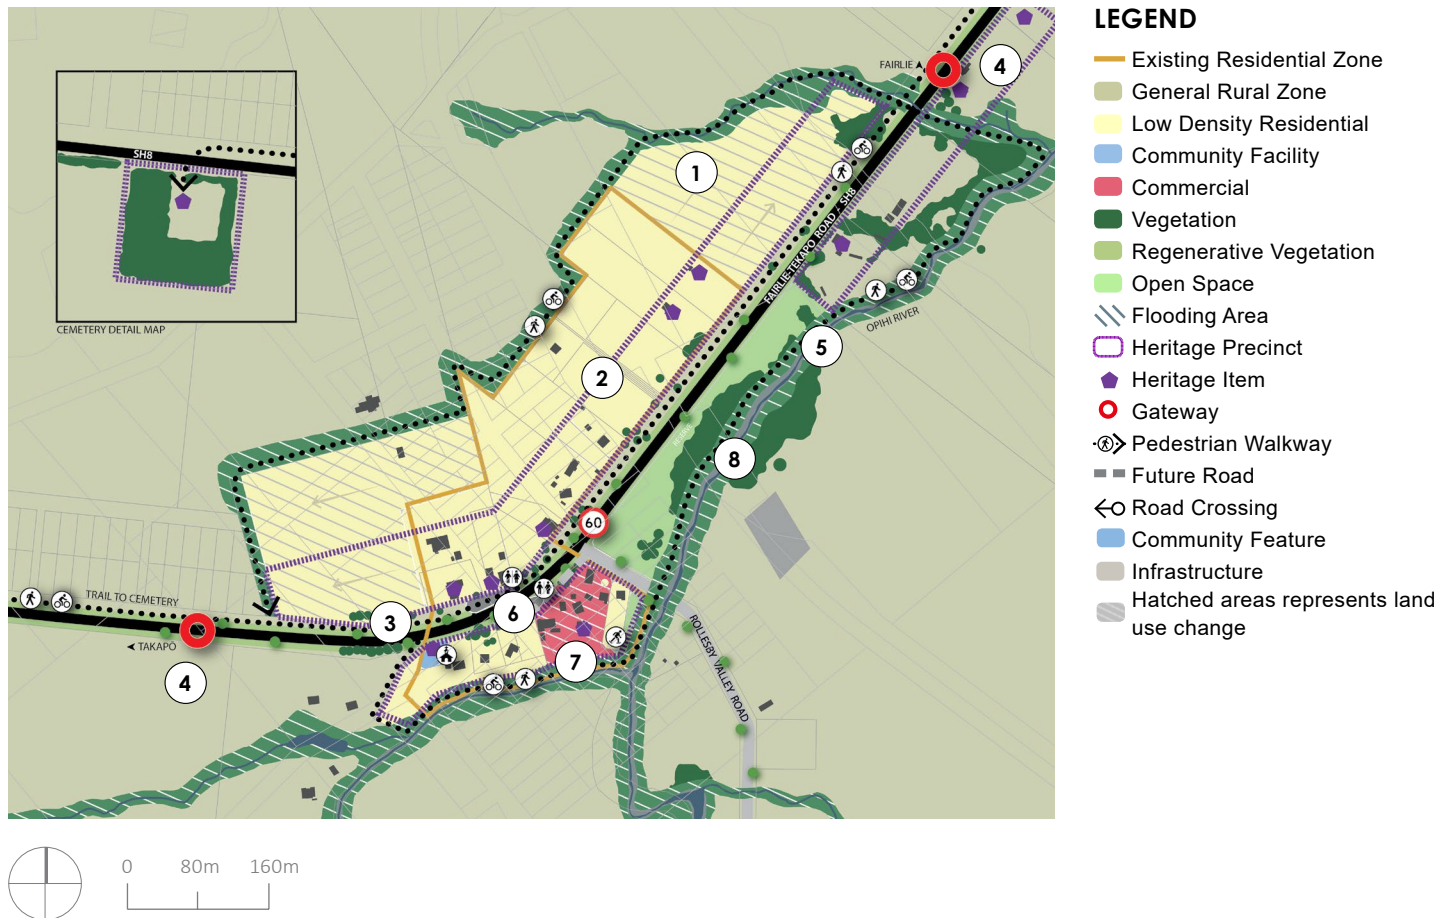 LEGEND
Existing Residential Zone
General Rural Zone
Low Density Residential
Community Facility
Commercial
Vegetation
Regenerative Vegetation
Open Space
Flooding Area
Heritage Precinct
Heritage Item
Gateway
Pedestrian Walkway
Future Road
Road Crossing
Community Feature
Infrastructure
Hatched areas represents land
use change
FAIRLIE
4
1
SH8
FAIRLIE-TEKAPO ROAD / SH8
CEMETERY DETAIL MAP
OPIHI RIVER
5
2
8
60
TRAIL TO CEMETERY
3
6
TAKAPO
4
7
ROLLESBY VALLEY ROAD
0 80m 160m